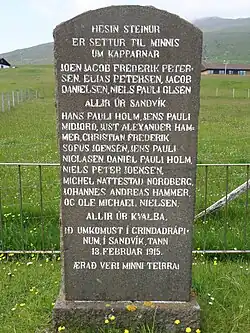 HESIN STEINUR
ER SETTUR TIL MINNIS
UM KAPPARNAR
JOEN JACOB FREDERIK PETER-
SEN, ELIAS PETERSEN, JACOB
DANIELSEN, NIELS PAULI OLSEN
ALLIR ÚR SANDVÍK
HANS PAULI HOLM, JENS PAULI
MIDJORD, JUST ALEXANDER HAM-
MER, CHRISTIAN FREDERIK
SOFUS JOENSEN, JENS PAULI
NICLASEN DANIEL PAULI HOLM,
NIELS PETER JOENSEN,
MICHEL NATTESTAD NORDBERG,
JOHANNES ANDREAS HAMMER,
OG OLE MICHAEL NIELSEN,
ALLIR ÚR KVALBA,
IÐ UMKOMUST Í GRINDADRÁPI-
NUM, Í SANDVÍK, TANN
13. FEBRUAR 1915.
ÆRAÐ VERI MINNI TEIRRA!